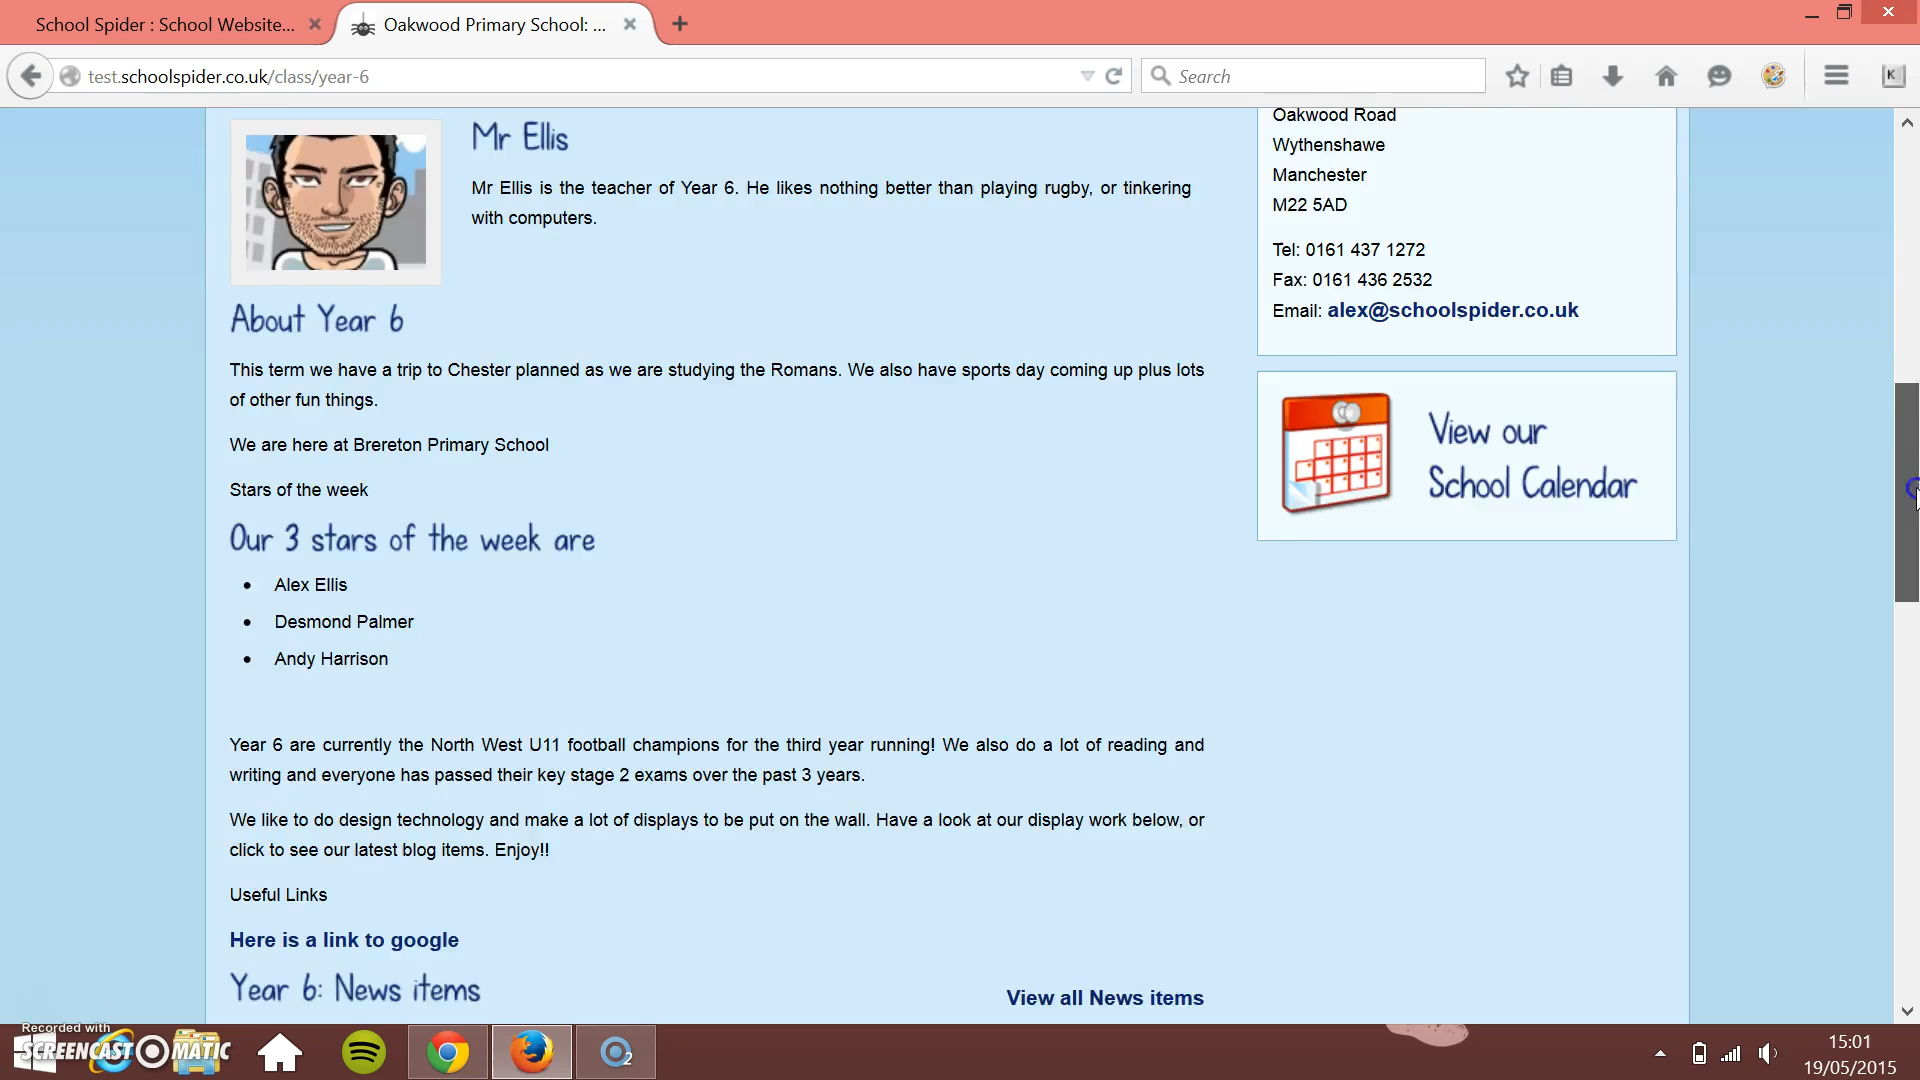 School Spider : School Website...
Oakwood Primary School: ...
test.schoolspider.co.uk/class/year-6
Search
K
Mr Ellis
Mr Ellis is the teacher of Year 6. He likes nothing better than playing rugby, or tinkering
with computers.
About Year 6
This term we have a trip to Chester planned as we are studying the Romans. We also have sports day coming up plus lots
of other fun things.
We are here at Brereton Primary School
Stars of the week
Our 3 stars of the week are
• Alex Ellis
• Desmond Palmer
• Andy Harrison
Year 6 are currently the North West U11 football champions for the third year running! We also do a lot of reading and
writing and everyone has passed their key stage 2 exams over the past 3 years.
We like to do design technology and make a lot of displays to be put on the wall. Have a look at our display work below, or
click to see our latest blog items. Enjoy!!
Useful Links
Here is a link to google
Year 6: News items
View all News items
Oakwood Road
Wythenshawe
Manchester
M22 5AD
Tel: 0161 437 1272
Fax: 0161 436 2532
Email: alex@schoolspider.co.uk
View our
School Calendar
Recorded with
SCREENCAST MATIC
2
15:01
19/05/2015